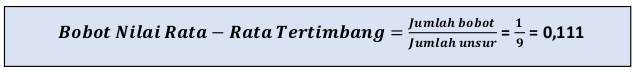 Bobot Nilai Rata − Rata Tertimbang = Jumlah bobot / Jumlah unsur = 1 / 9 = 0,111